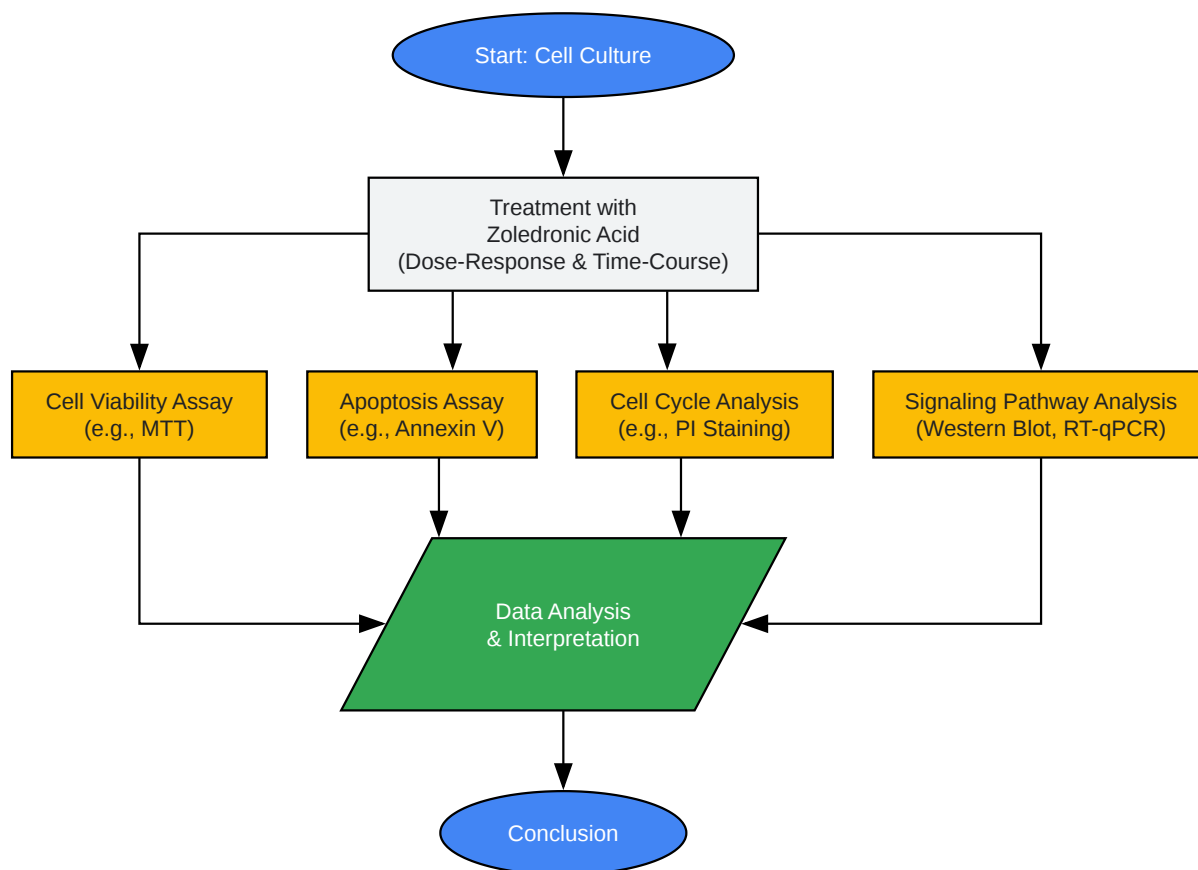 Start: Cell Culture
Treatment with
Zoledronic Acid
(Dose-Response & Time-Course)
Cell Viability Assay
(e.g., MTT)
Apoptosis Assay
(e.g., Annexin V)
Cell Cycle Analysis
(e.g., PI Staining)
Signaling Pathway Analysis
(Western Blot, RT-qPCR)
Data Analysis
& Interpretation
Conclusion